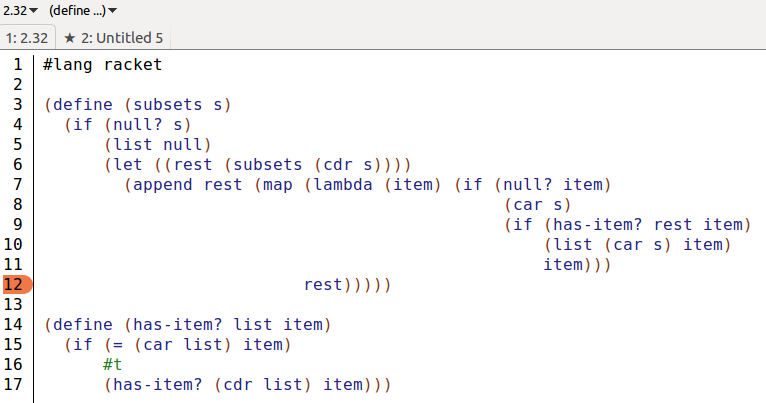 2.32▼ (define ...)▼
1: 2.32 ★ 2: Untitled 5
1 #lang racket
2
3 (define (subsets s)
4   (if (null? s)
5       (list null)
6       (let ((rest (subsets (cdr s))))
7         (append rest (map (lambda (item) (if (null? item)
8                                              (car s)
9                                              (if (has-item? rest item)
10                                                 (list (car s) item)
11                                                 item)))
12                          rest)))))
13
14 (define (has-item? list item)
15   (if (= (car list) item)
16       #t
17       (has-item? (cdr list) item)))